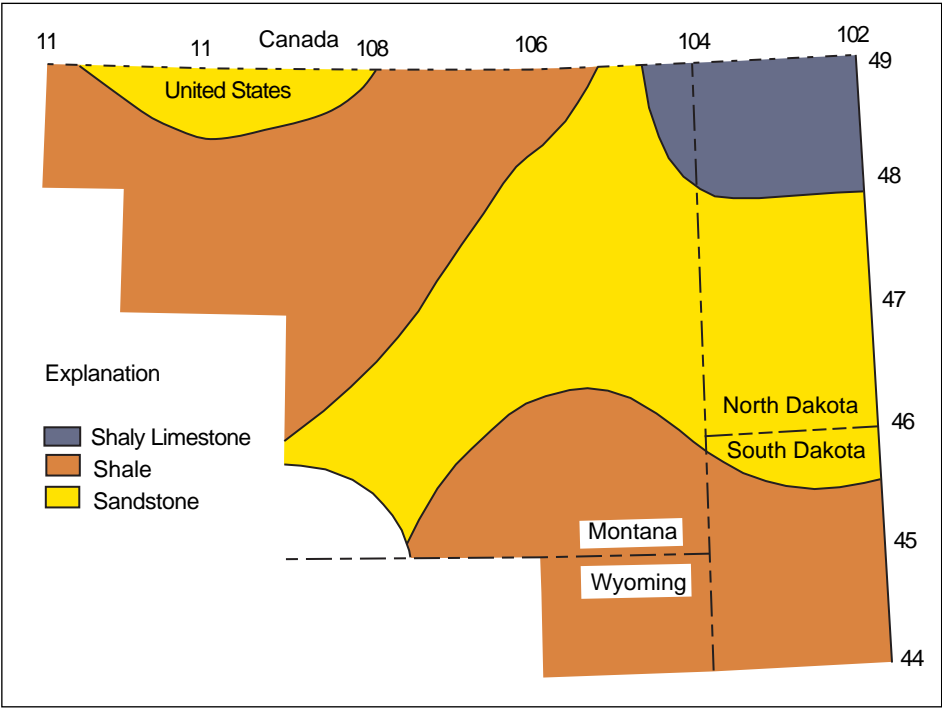 11 11 Canada 108 106 104 102
49
United States
48
47
Explanation
North Dakota
46
Shaly Limestone
South Dakota
Shale
Sandstone
Montana
45
Wyoming
44